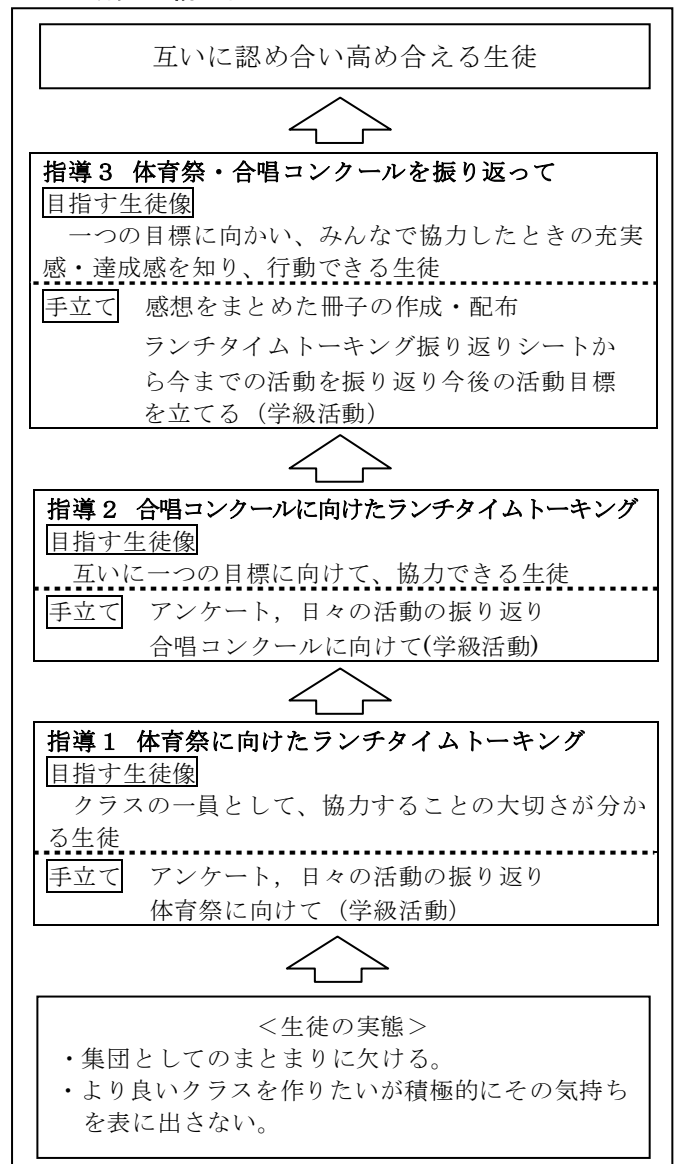 互いに認め合い高め合える生徒
指導３ 体育祭・合唱コンクールを振り返って
目指す生徒像
一つの目標に向かい、みんなで協力したときの充実
感・達成感を知り、行動できる生徒
手立て 感想をまとめた冊子の作成・配布
ランチタイムトーキング振り返りシートか
ら今までの活動を振り返り今後の活動目標
を立てる（学級活動）
指導２ 合唱コンクールに向けたランチタイムトーキング
目指す生徒像
互いに一つの目標に向けて、協力できる生徒
手立て アンケート，日々の活動の振り返り
合唱コンクールに向けて(学級活動)
指導１ 体育祭に向けたランチタイムトーキング
目指す生徒像
クラスの一員として、協力することの大切さが分か
る生徒
手立て アンケート，日々の活動の振り返り
体育祭に向けて（学級活動）
＜生徒の実態＞
・集団としてのまとまりに欠ける。
・より良いクラスを作りたいが積極的にその気持ち
を表に出さない。